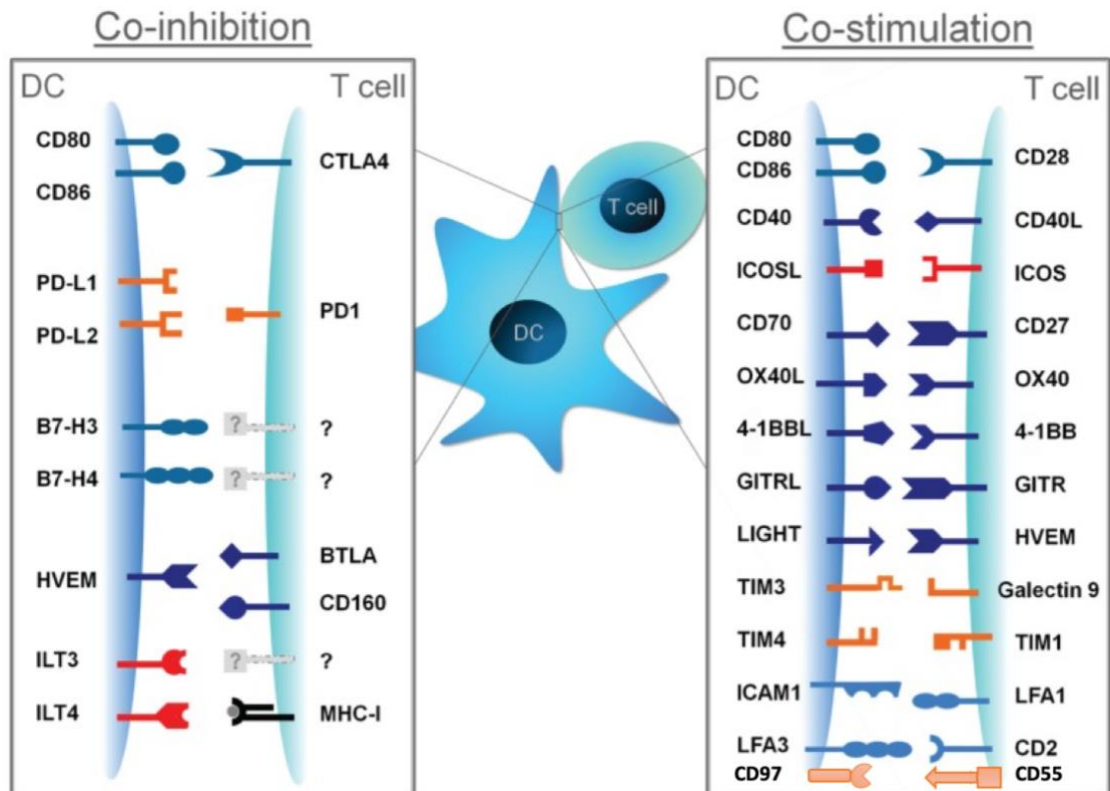 Co-inhibition
DC T cell
CD80
CTLA4
CD86
PD-L1
PD1
PD-L2
B7-H3 ? ?
B7-H4 ? ?
BTLA
HVEM
CD160
ILT3 ? ?
ILT4 MHC-I
T cell
DC
Co-stimulation
DC T cell
CD80
CD28
CD86
CD40 CD40L
ICOSL ICOS
CD70 CD27
OX40L OX40
4-1BBL 4-1BB
GITRL GITR
LIGHT HVEM
TIM3 Galectin 9
TIM4 TIM1
ICAM1 LFA1
LFA3 CD2
CD97 CD55